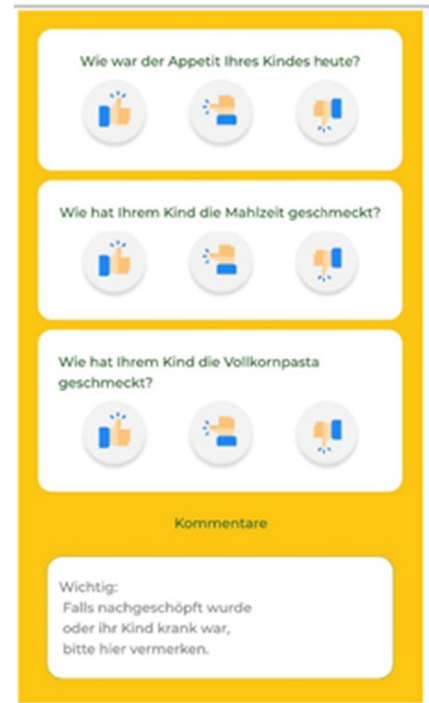 Wie war der Appetit Ihres Kindes heute?
Wie hat Ihrem Kind die Mahlzeit geschmeckt?
Wie hat Ihrem Kind die Vollkornpasta
geschmeckt?
Kommentare
Wichtig:
Falls nachgeschöpft wurde
oder ihr Kind krank war,
bitte hier vermerken.